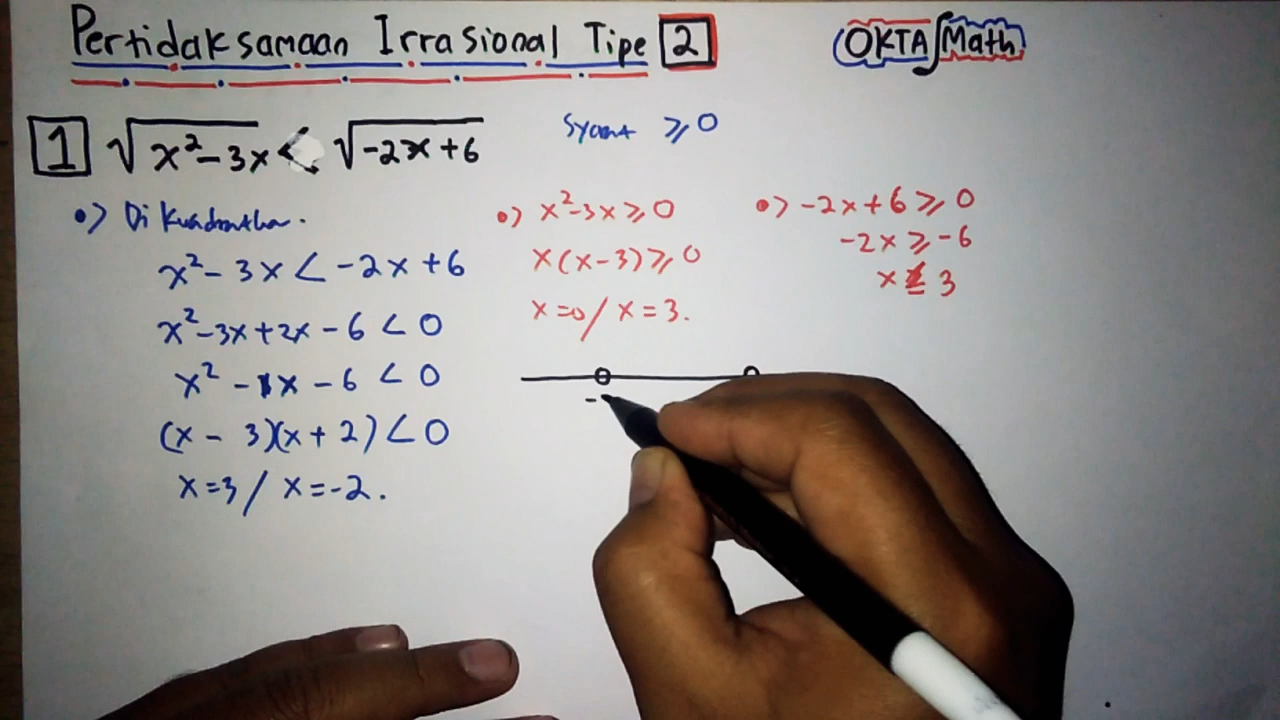 Pertidaksamaan Irrasional Tipe 2
OKTA∫Math
1 √x²-3x < √-2x+6
Syarat ≥ 0
•) Di Kuadratkan.
x²-3x < -2x+6
x²-3x+2x-6 < 0
x²-1x-6 < 0
(x-3)(x+2) < 0
x=3 / x=-2.
•) x²-3x ≥ 0
x(x-3) ≥ 0
x=0 / x=3.
•) -2x+6 ≥ 0
-2x ≥ -6
x ≤ 3
-